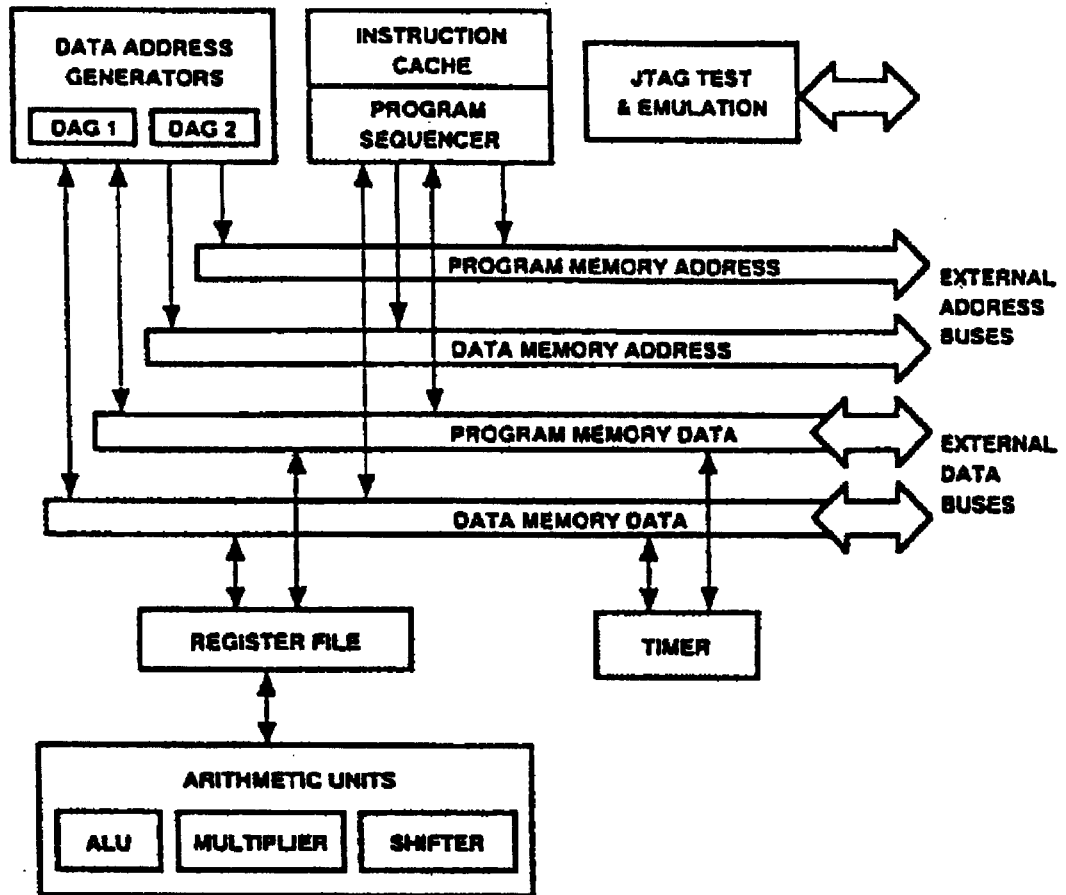 DATA ADDRESS
GENERATORS
DAG 1
DAG 2
INSTRUCTION
CACHE
PROGRAM
SEQUENCER
JTAG TEST
& EMULATION
PROGRAM MEMORY ADDRESS
DATA MEMORY ADDRESS
EXTERNAL
ADDRESS
BUSES
PROGRAM MEMORY DATA
DATA MEMORY DATA
EXTERNAL
DATA
BUSES
REGISTER FILE
TIMER
ARITHMETIC UNITS
ALU
MULTIPLIER
SHIFTER